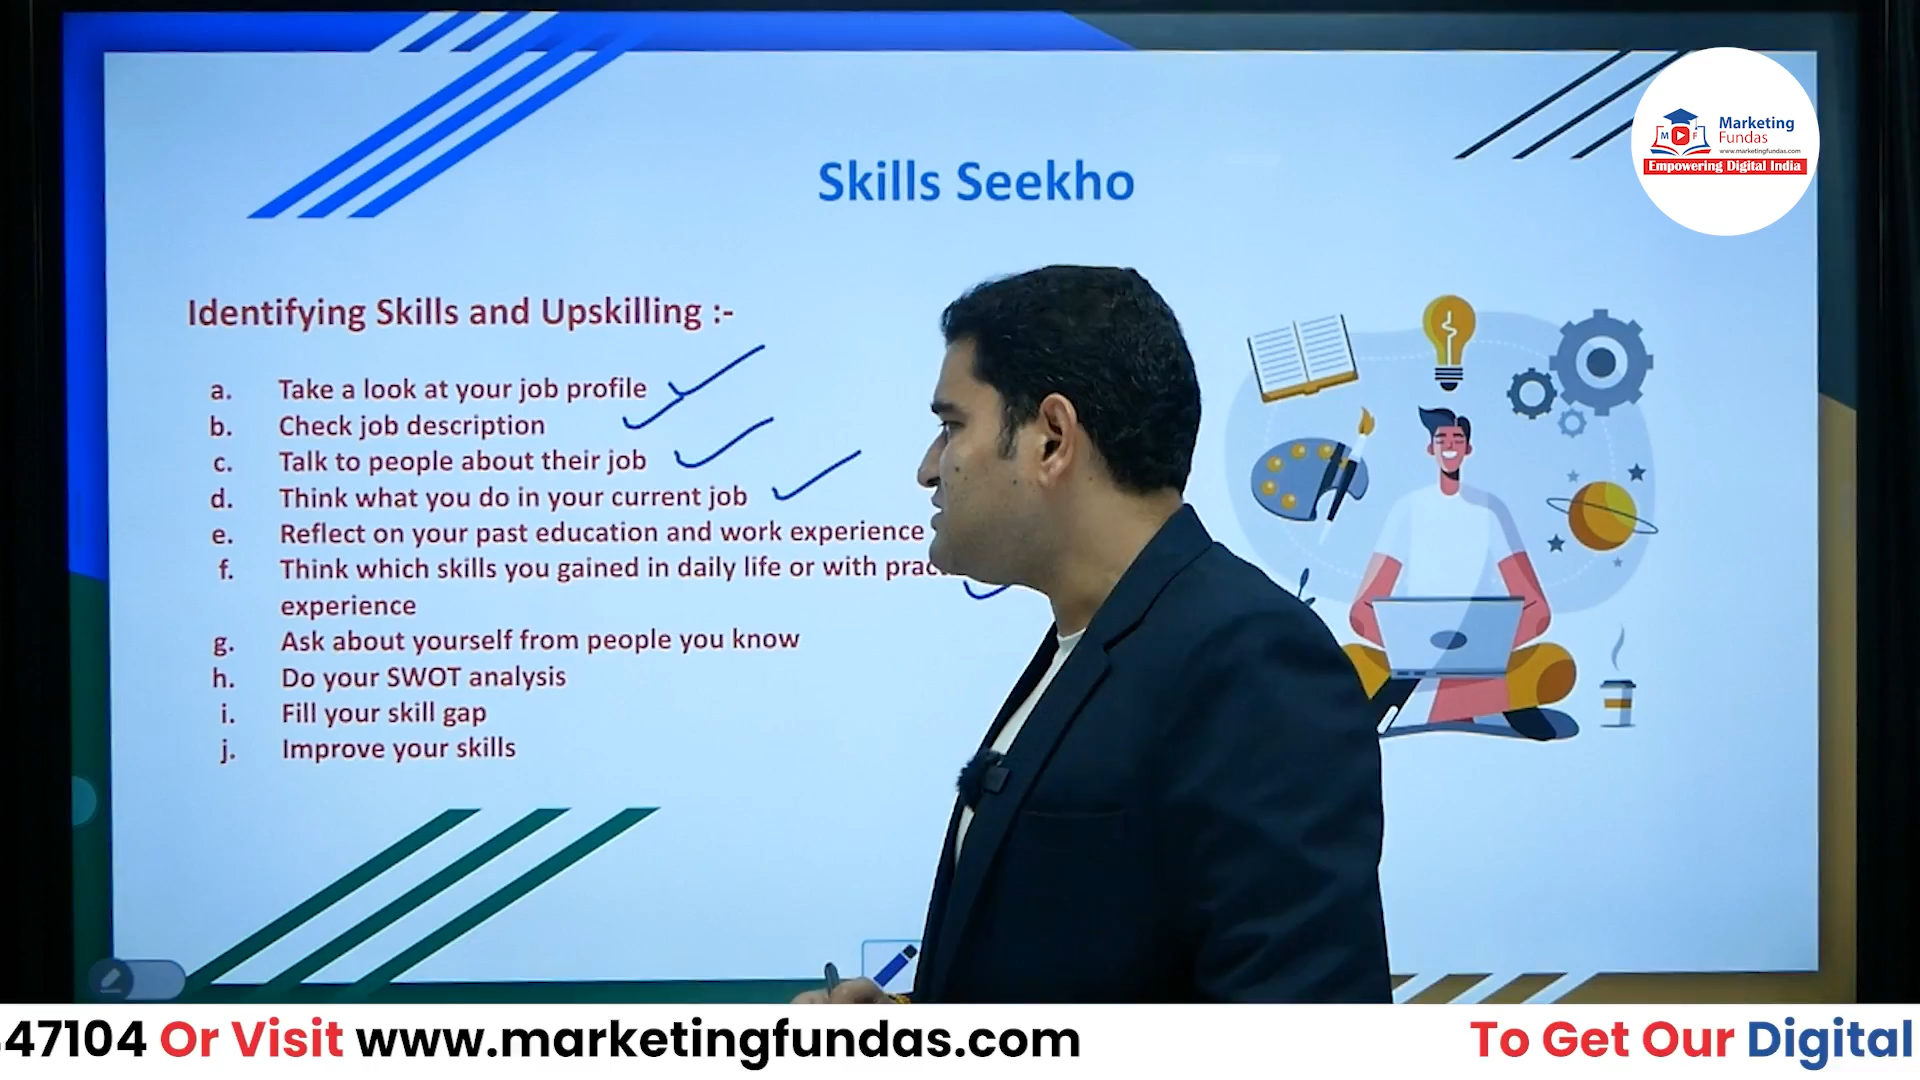 M F
Marketing
Fundas
www.marketingfundas.com
Empowering Digital India
Skills Seekho
Identifying Skills and Upskilling :-
a. Take a look at your job profile
b. Check job description
c. Talk to people about their job
d. Think what you do in your current job
e. Reflect on your past education and work experience
f. Think which skills you gained in daily life or with
experience
g. Ask about yourself from people you know
h. Do your SWOT analysis
i. Fill your skill gap
j. Improve your skills
47104 Or Visit www.marketingfundas.com To Get Our Digital